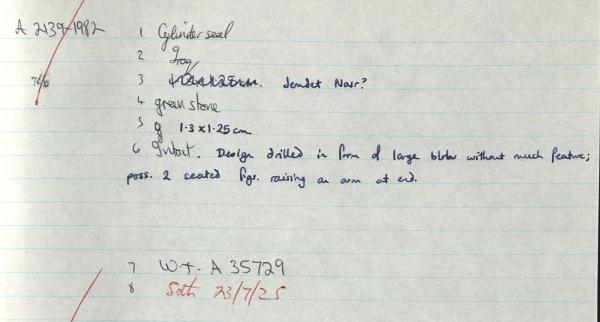 A 2139-1982
1 Cylinder seal
2 g
Iraq
746
3 Jemdet Nasr?
4 green stone
5 g 1.3 x 1.25 cm
6 Intact. Design drilled in form of large blobs without much feature;
poss. 2 seated figs. raising an arm at end.
7 W.T. A 35729
8 Soth 23/7/25